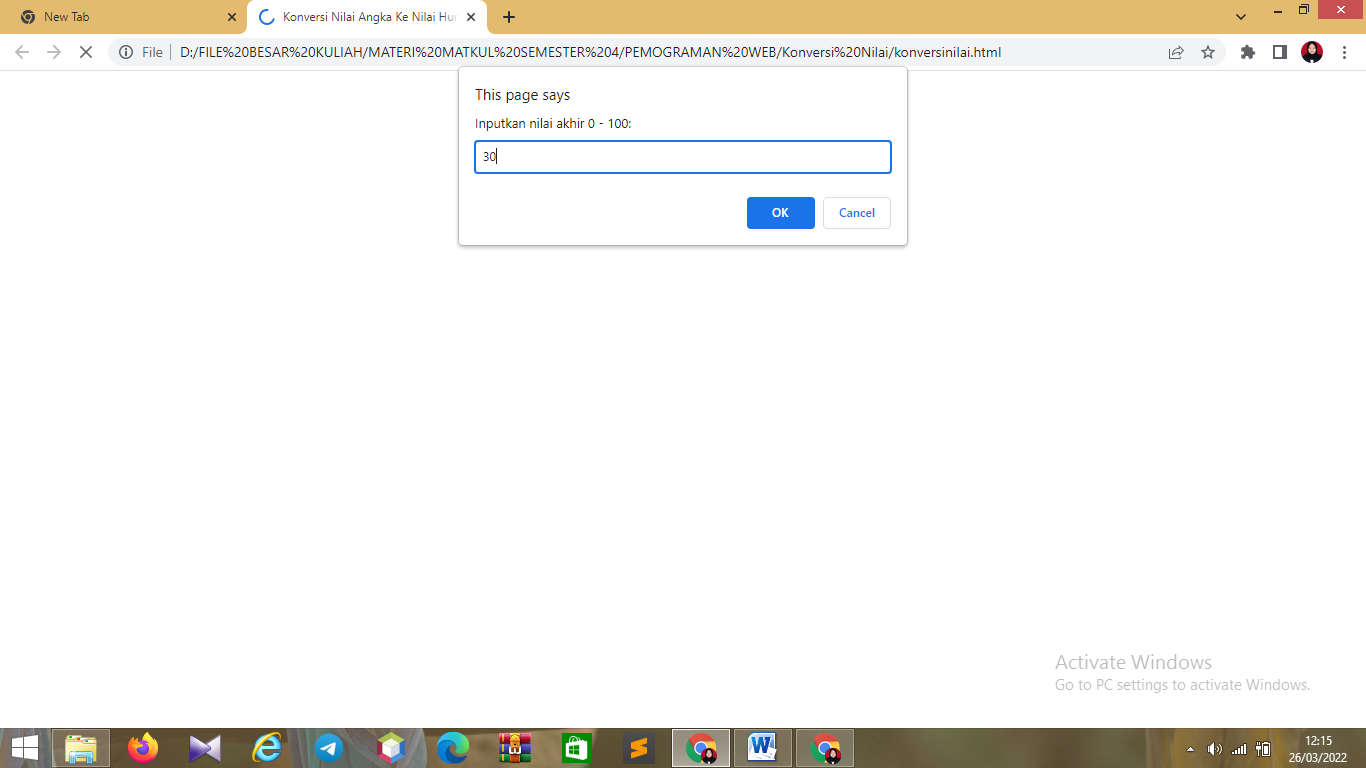 New Tab
Konversi Nilai Angka Ke Nilai Hur
File
D:/FILE%20BESAR%20KULIAH/MATERI%20MATKUL%20SEMESTER%204/PEMOGRAMAN%20WEB/Konversi%20Nilai/konversinilai.html
This page says
Inputkan nilai akhir 0 - 100:
30
OK
Cancel
Activate Windows
Go to PC settings to activate Windows.
12:15
26/03/2022